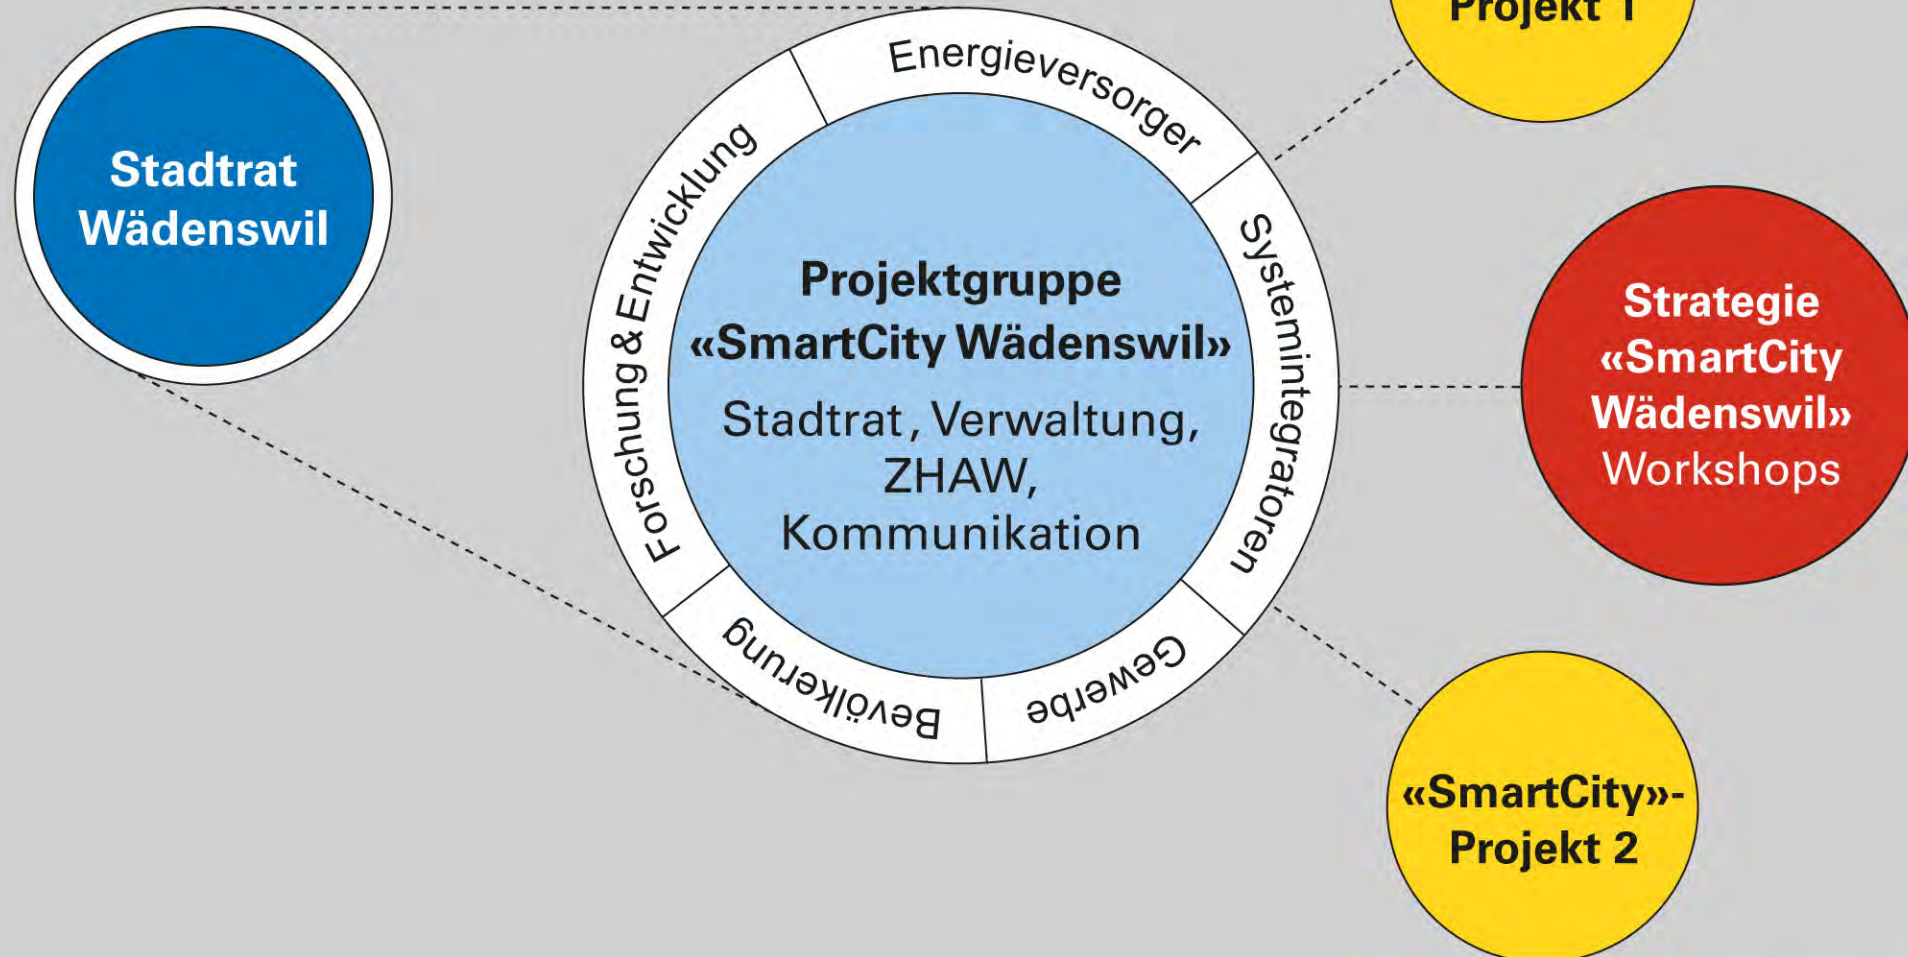 Stadtrat
Wädenswil
Energieversorger
Systemintegratoren
Gewerbe
Bevölkerung
Forschung & Entwicklung
Projektgruppe
«SmartCity Wädenswil»
Stadtrat, Verwaltung,
ZHAW,
Kommunikation
Projekt 1
Strategie
«SmartCity
Wädenswil»
Workshops
«SmartCity»-
Projekt 2